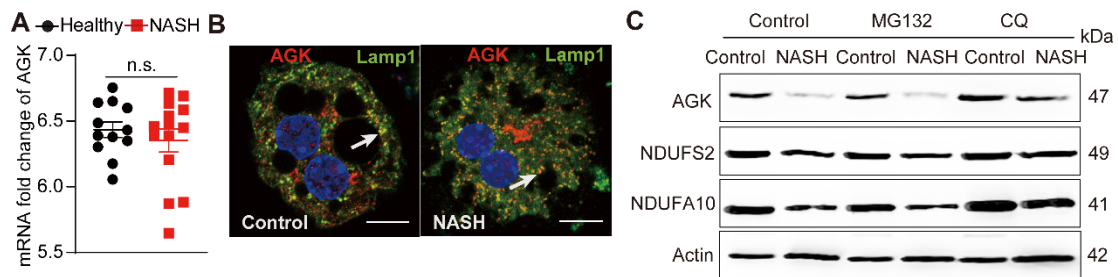 A
Healthy NASH
mRNA fold change of AGK
7.0
6.5
6.0
5.5
n.s.
B
AGK Lamp1
Control
AGK Lamp1
NASH
C
Control MG132 CQ
kDa
Control NASH Control NASH Control NASH
AGK 47
NDUFS2 49
NDUFA10 41
Actin 42